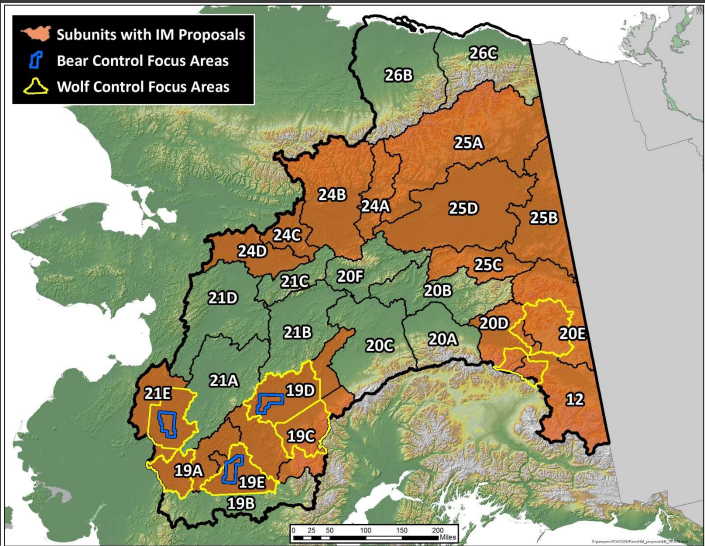 Subunits with IM Proposals
Bear Control Focus Areas
Wolf Control Focus Areas
26C
26B
25A
24B
24A
25D
25B
24C
24D
25C
21C
20F
20B
21D
20D
20E
21B
20C
20A
21A
19D
21E
12
19C
19A
19E
19B
0 25 50 100 150 200
Miles